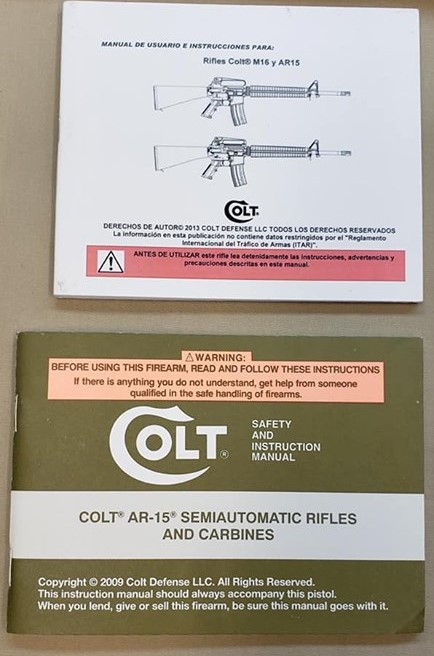 MANUAL DE USUARIO E INSTRUCCIONES PARA:
Rifles Colt® M16 y AR15
COLT®
DERECHOS DE AUTOR© 2013 COLT DEFENSE LLC TODOS LOS DERECHOS RESERVADOS
La información en esta publicación no contiene datos restringidos por el "Reglamento
Internacional del Tráfico de Armas (ITAR)".
ANTES DE UTILIZAR este rifle lea detenidamente las instrucciones, advertencias y
precauciones descritas en este manual.
⚠WARNING:
BEFORE USING THIS FIREARM, READ AND FOLLOW THESE INSTRUCTIONS
If there is anything you do not understand, get help from someone
qualified in the safe handling of firearms.
COLT®
SAFETY
AND
INSTRUCTION
MANUAL
COLT® AR-15® SEMIAUTOMATIC RIFLES
AND CARBINES
Copyright © 2009 Colt Defense LLC. All Rights Reserved.
This instruction manual should always accompany this pistol.
When you lend, give or sell this firearm, be sure this manual goes with it.